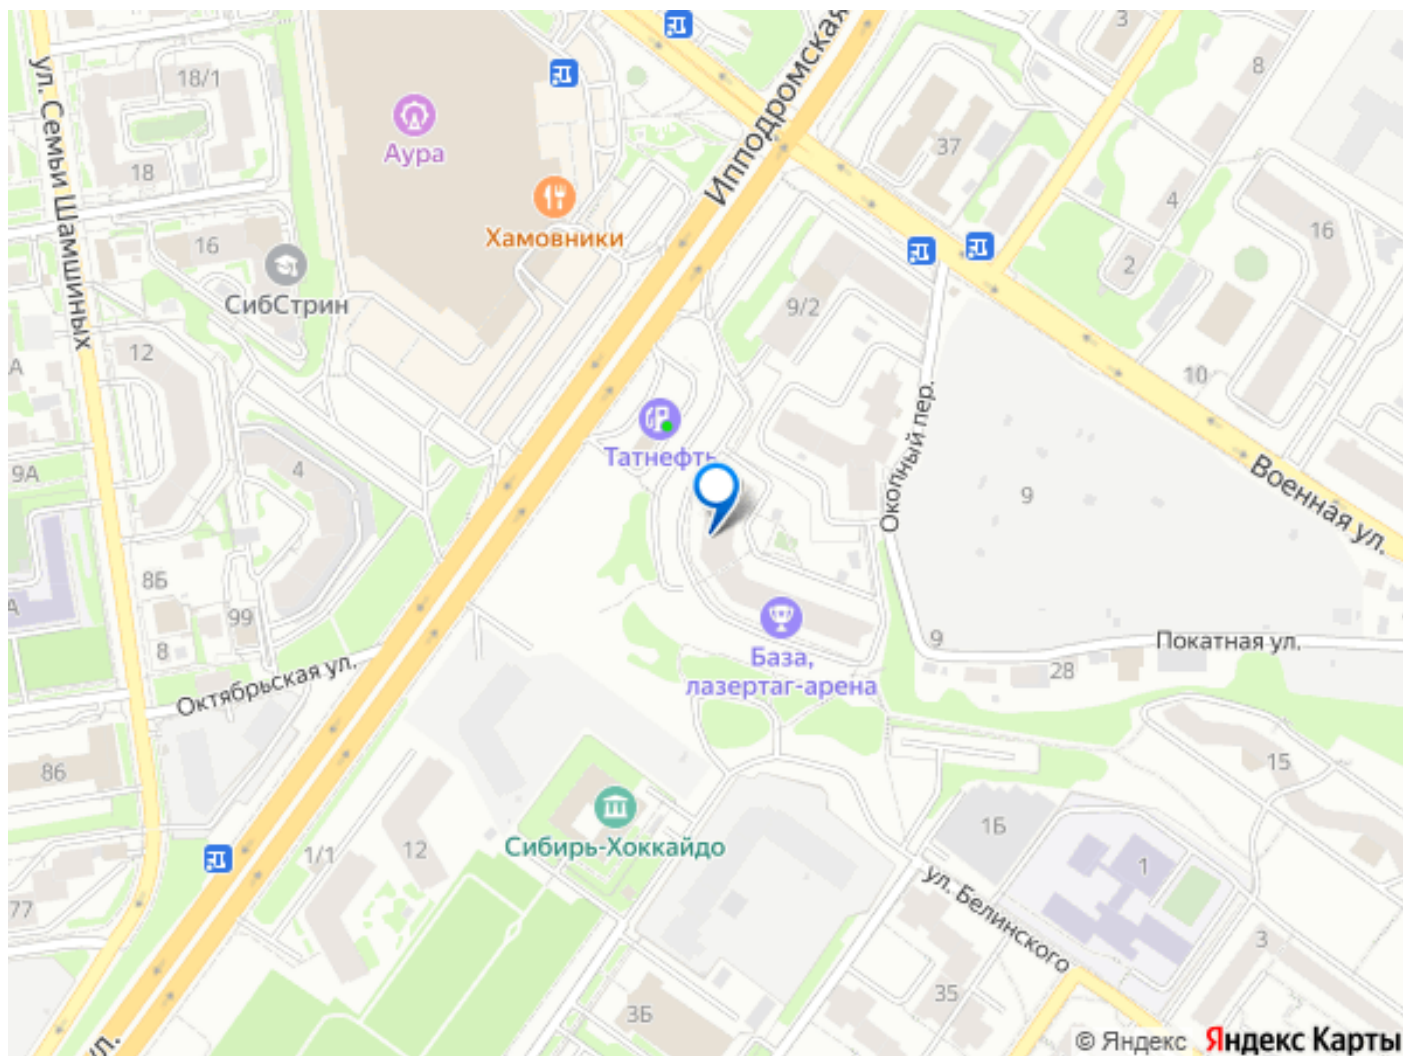 3
8
18/1
Ипподромская
ул. Семьи Шамшиных
Аура
37
18
4
Хамовники
16
16
2
СибСтрин
9/2
12
А
10
Окопный пер.
Татнефть
4
9А
9
Военная ул.
8Б
А
99
9
Покатная ул.
8
База,
лазертаг-арена
28
Октябрьская ул.
86
15
1Б
Сибирь-Хоккайдо
1/1
12
1
ул. Белинского
77
3
35
3Б
ул.
© Яндекс Яндекс Карты